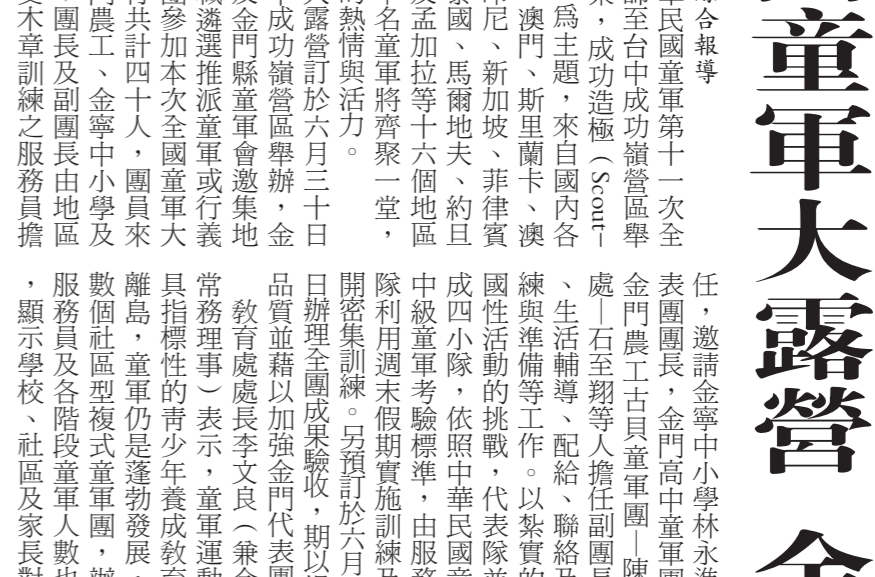 童軍大露營
綜合報導
華民國童軍第十一次全
至台中成功嶺營區舉
，成功造極（Scout－
爲主題，來自國內各
、澳門、斯里蘭卡、澳
印尼、新加坡、菲律賓
泰國、馬爾地夫、約旦
及孟加拉等十六個地區
名童軍將齊聚一堂，
的熱情與活力。
大露營訂於六月三十日
成功嶺營區舉辦，金
及金門縣童軍會邀集地
遴選推派童軍或行義
團參加本次全國童軍大
共計四十人，團員來
門農工、金寧中小學及
團長及副團長由地區
受木章訓練之服務員擔
任，邀請金寧中小學林永進
表團團長，金門高中童軍團
金門農工古貝童軍團—陳
處—石至翔等人擔任副團長
、生活輔導、配給、聯絡及
練與準備等工作。以紮實的
國性活動的挑戰，代表隊並
成四小隊，依照中華民國童
中級童軍考驗標準，由服務
隊利用週末假期實施訓練及
開密集訓練。另預訂於六月
日辦理全團成果驗收，期以
品質並藉以加強金門代表團
教育處處長李文良（兼金
常務理事）表示，童軍運動
具指標性的青少年養成教育
離島，童軍仍是蓬勃發展，
數個社區型複式童軍團，辦
服務員及各階段童軍人數也
，顯示學校、社區及家長對